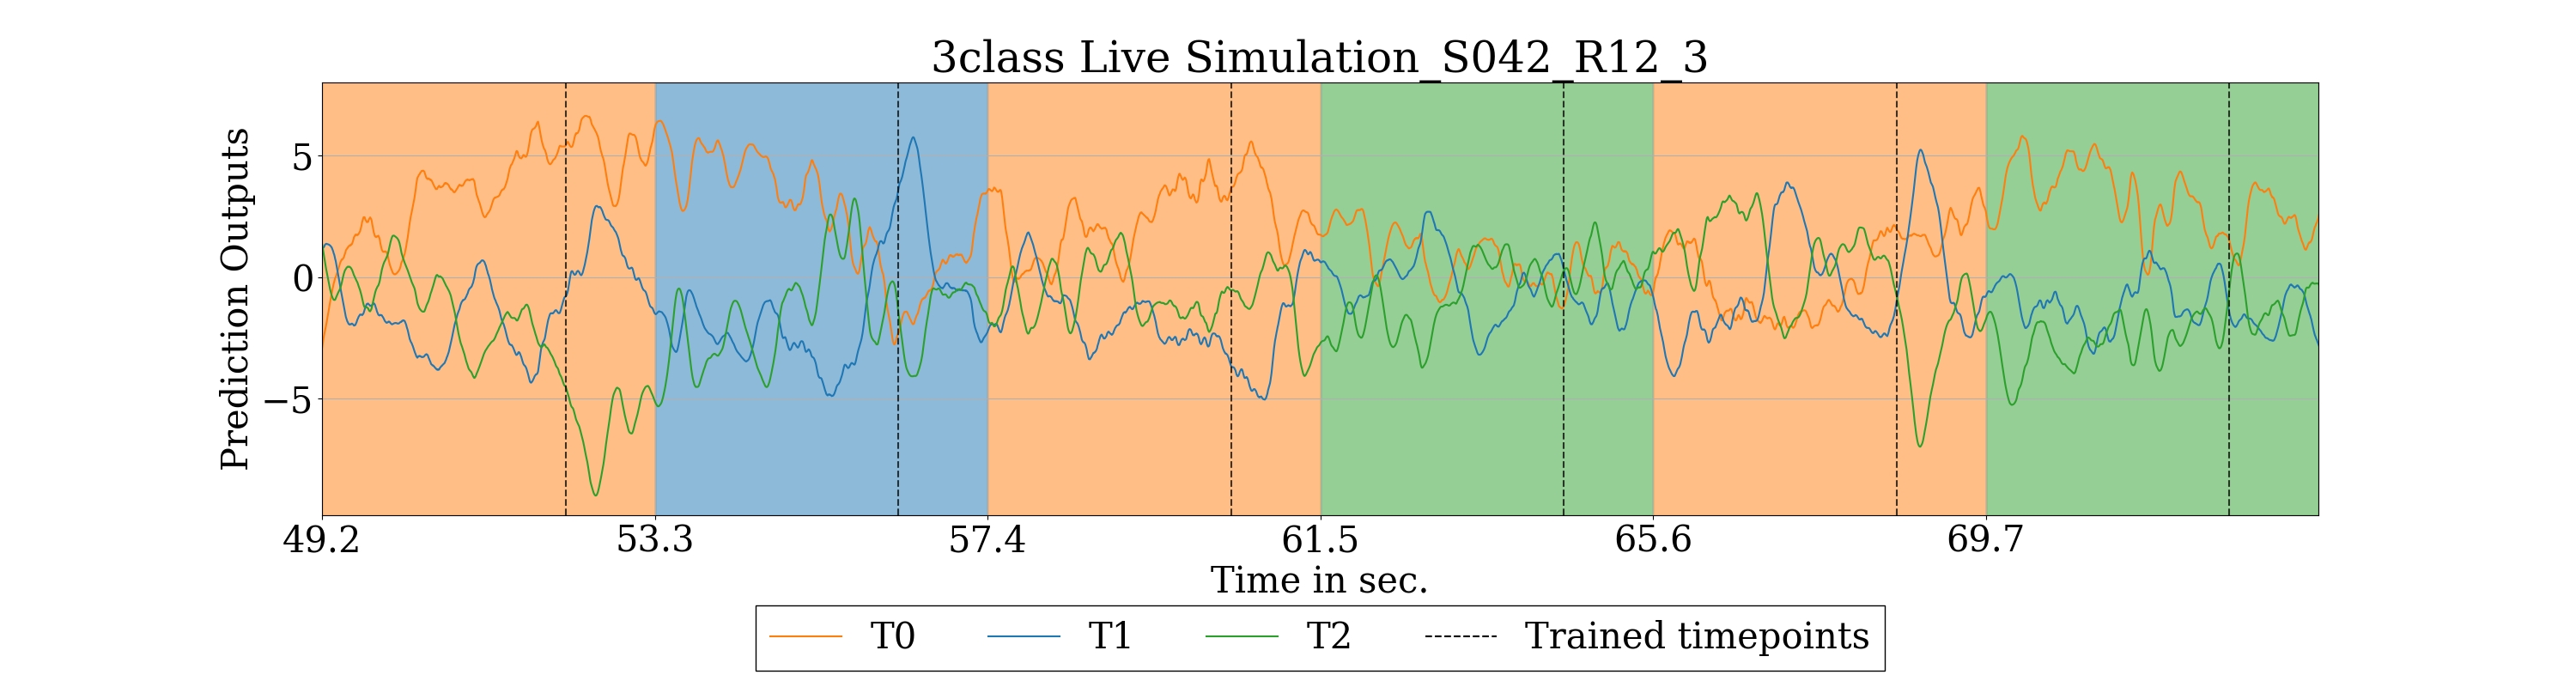 3class Live Simulation_S042_R12_3
Prediction Outputs
5
0
−5
49.2 53.3 57.4 61.5 65.6 69.7
Time in sec.
T0 T1 T2 Trained timepoints